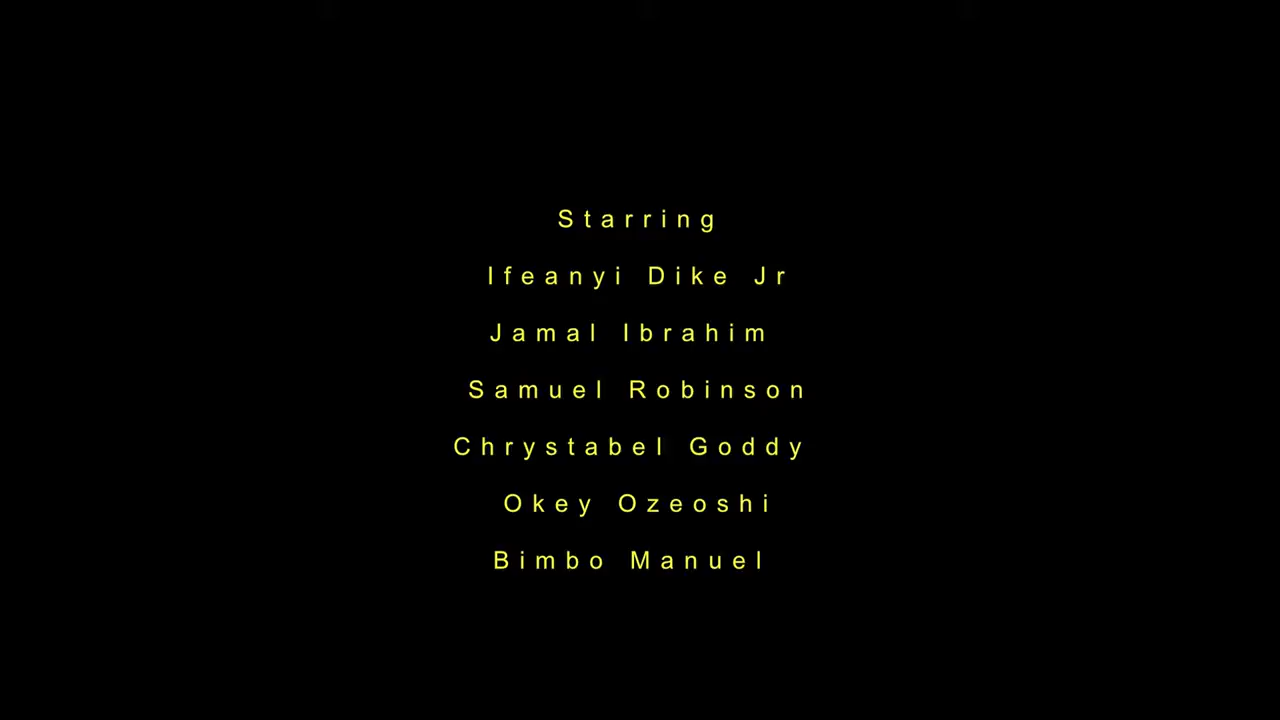 Starring
Ifeanyi Dike Jr
Jamal Ibrahim
Samuel Robinson
Chrystabel Goddy
Okey Ozeoshi
Bimbo Manuel